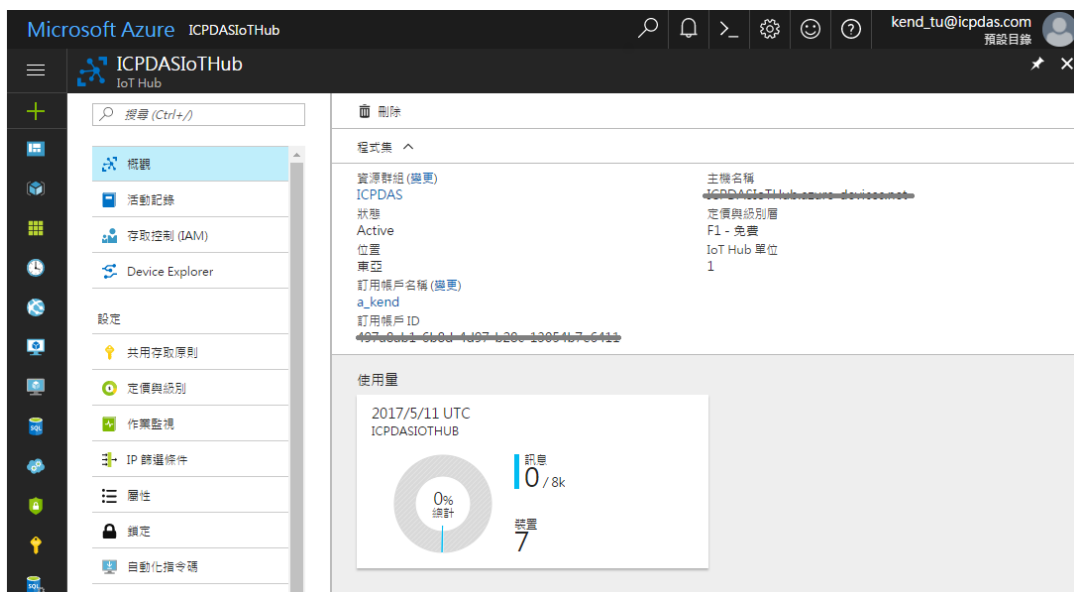 Microsoft Azure ICPDASIoTHub
kend_tu@icpdas.com
預設目錄
ICPDASIoTHub
IoT Hub
搜尋 (Ctrl+/)
概觀
活動記錄
存取控制 (IAM)
Device Explorer
設定
共用存取原則
定價與級別
作業監視
IP 篩選條件
屬性
鎖定
自動化指令碼
刪除
程式集
資源群組 (變更)
ICPDAS
狀態
Active
位置
東亞
訂用帳戶名稱 (變更)
a_kend
訂用帳戶 ID
主機名稱
ICPDASIoTHub.azure-devices.net
定價與級別層
F1 - 免費
IoT Hub 單位
1
使用量
2017/5/11 UTC
ICPDASIOTHUB
0%
總計
訊息
0 / 8k
裝置
7